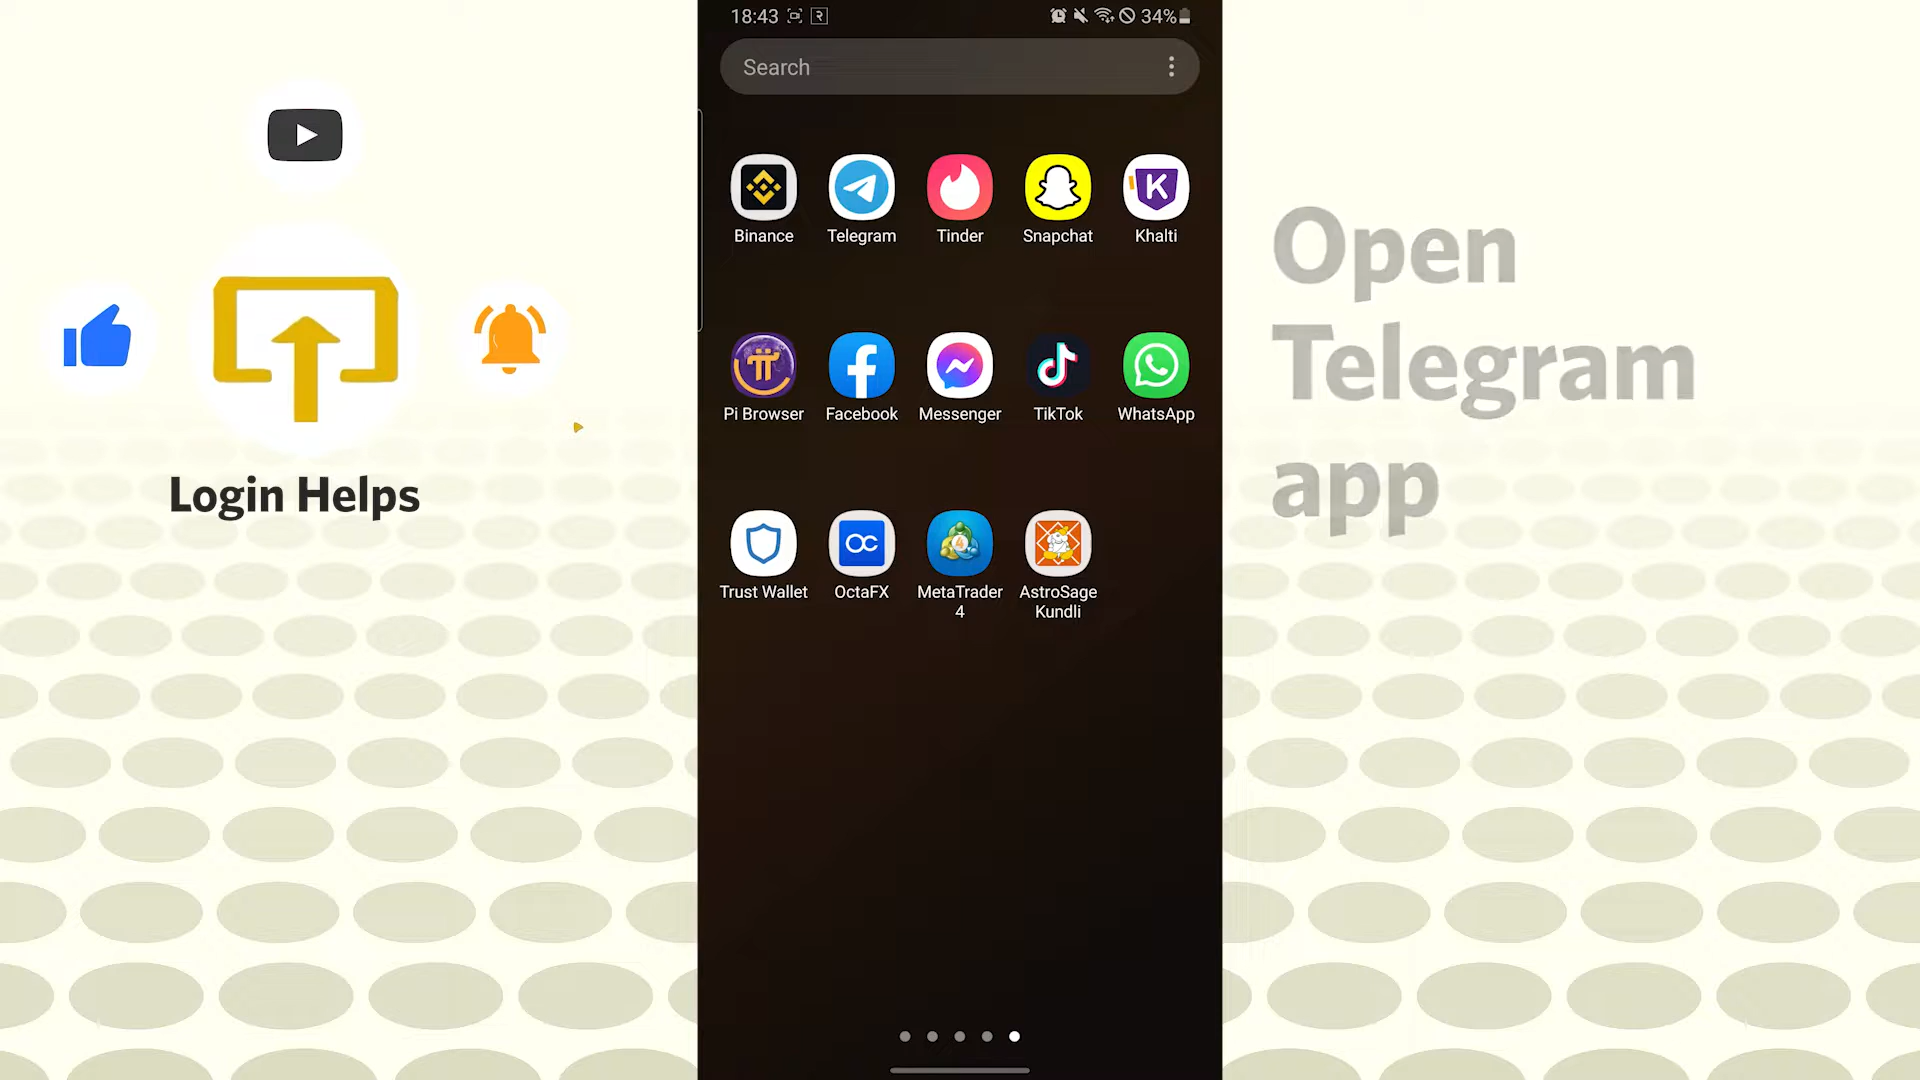 18:43
34%
Search
Binance
Telegram
Tinder
Snapchat
Khalti
Pi Browser
Facebook
Messenger
TikTok
WhatsApp
Trust Wallet
OctaFX
MetaTrader
4
AstroSage
Kundli
Login Helps
Open
Telegram
app